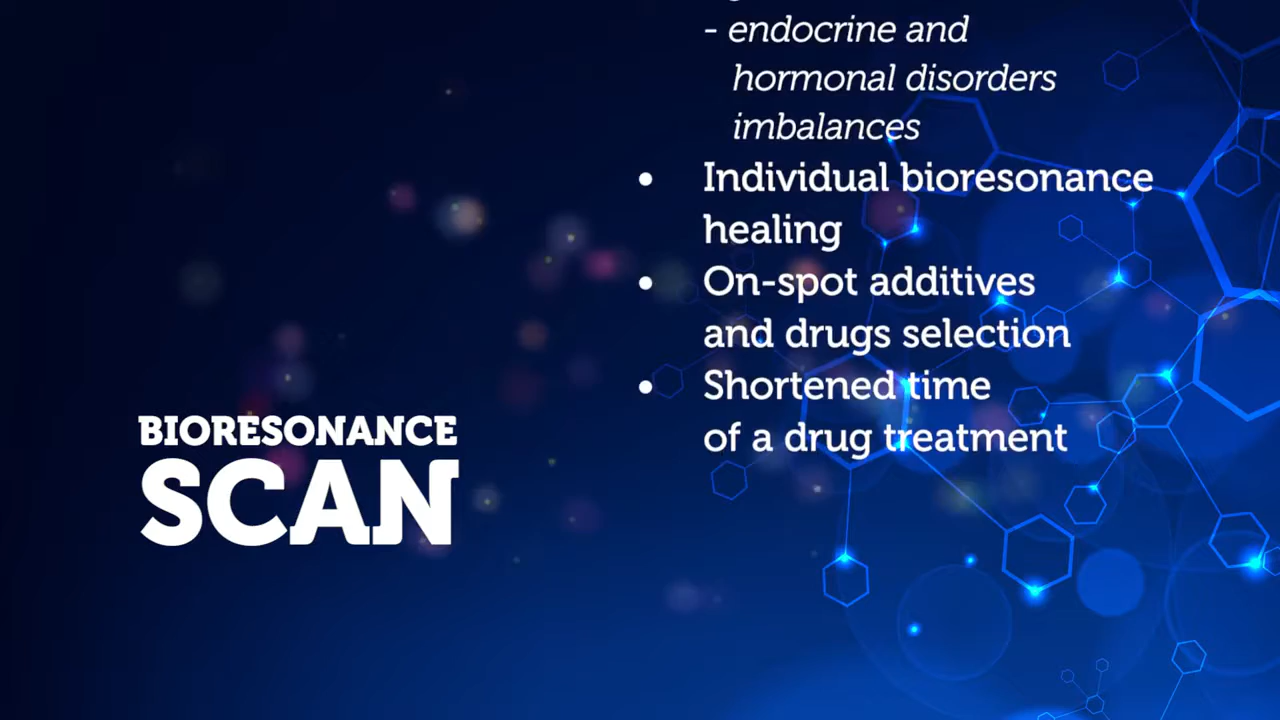 - endocrine and
hormonal disorders
imbalances
• Individual bioresonance
healing
• On-spot additives
and drugs selection
• Shortened time
of a drug treatment
BIORESONANCE
SCAN